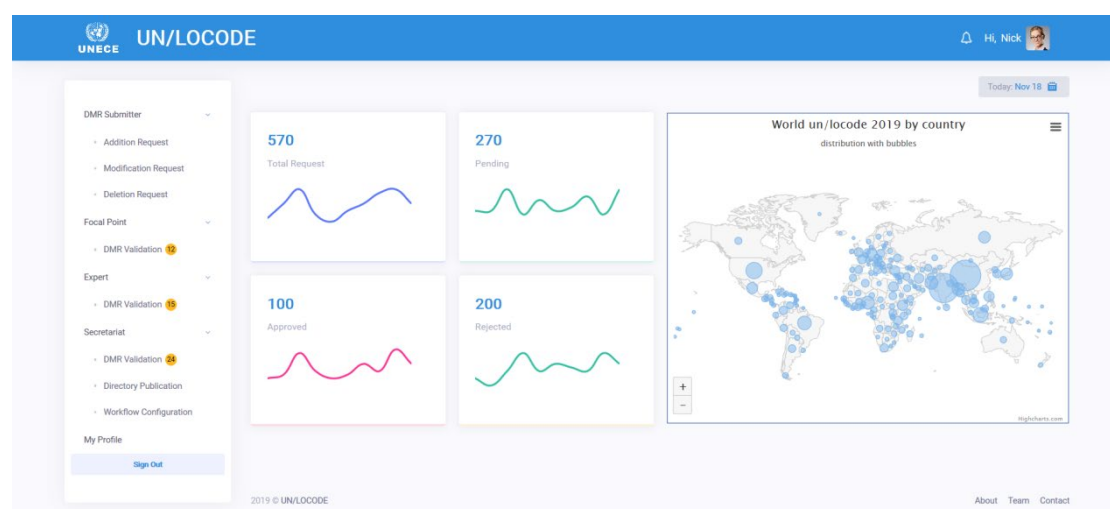 UNECE
UN/LOCODE
Hi, Nick
Today: Nov 18
DMR Submitter
Addition Request
Modification Request
Deletion Request
Focal Point
DMR Validation 12
Expert
DMR Validation 15
Secretariat
DMR Validation 24
Directory Publication
Workflow Configuration
My Profile
Sign Out
570
Total Request
270
Pending
100
Approved
200
Rejected
World un/locode 2019 by country
distribution with bubbles
+
−
Highcharts.com
2019 © UN/LOCODE
About Team Contact